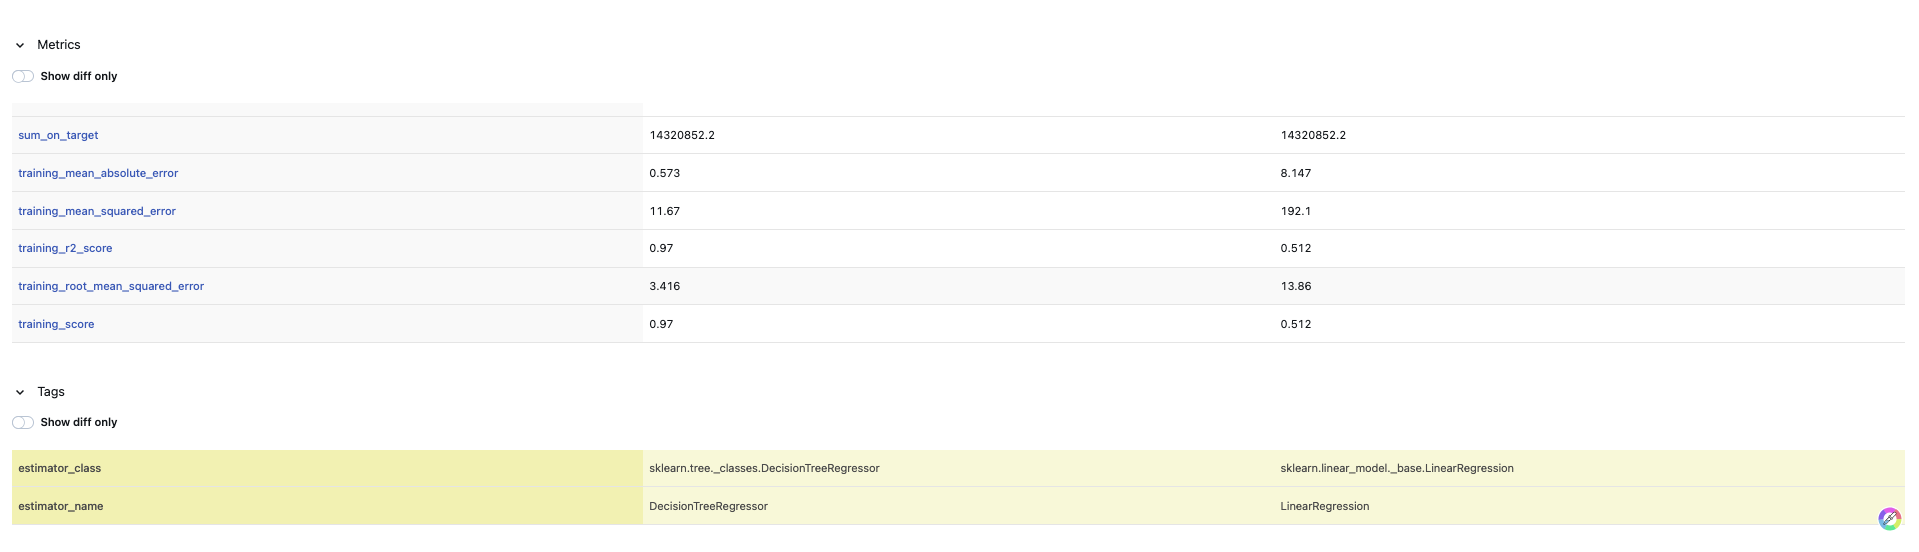 Metrics
Show diff only
sum_on_target 14320852.2 14320852.2
training_mean_absolute_error 0.573 8.147
training_mean_squared_error 11.67 192.1
training_r2_score 0.97 0.512
training_root_mean_squared_error 3.416 13.86
training_score 0.97 0.512
Tags
Show diff only
estimator_class sklearn.tree._classes.DecisionTreeRegressor sklearn.linear_model._base.LinearRegression
estimator_name DecisionTreeRegressor LinearRegression